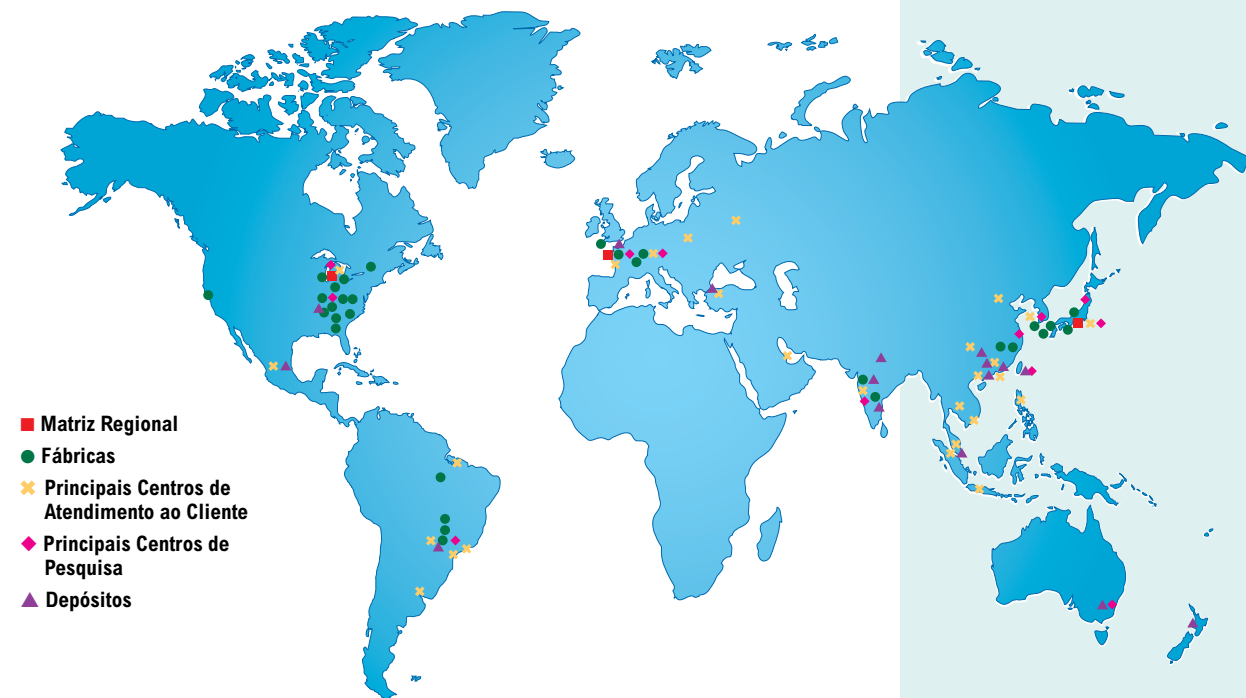 Matriz Regional
Fábricas
Principais Centros de
Atendimento ao Cliente
Principais Centros de
Pesquisa
Depósitos